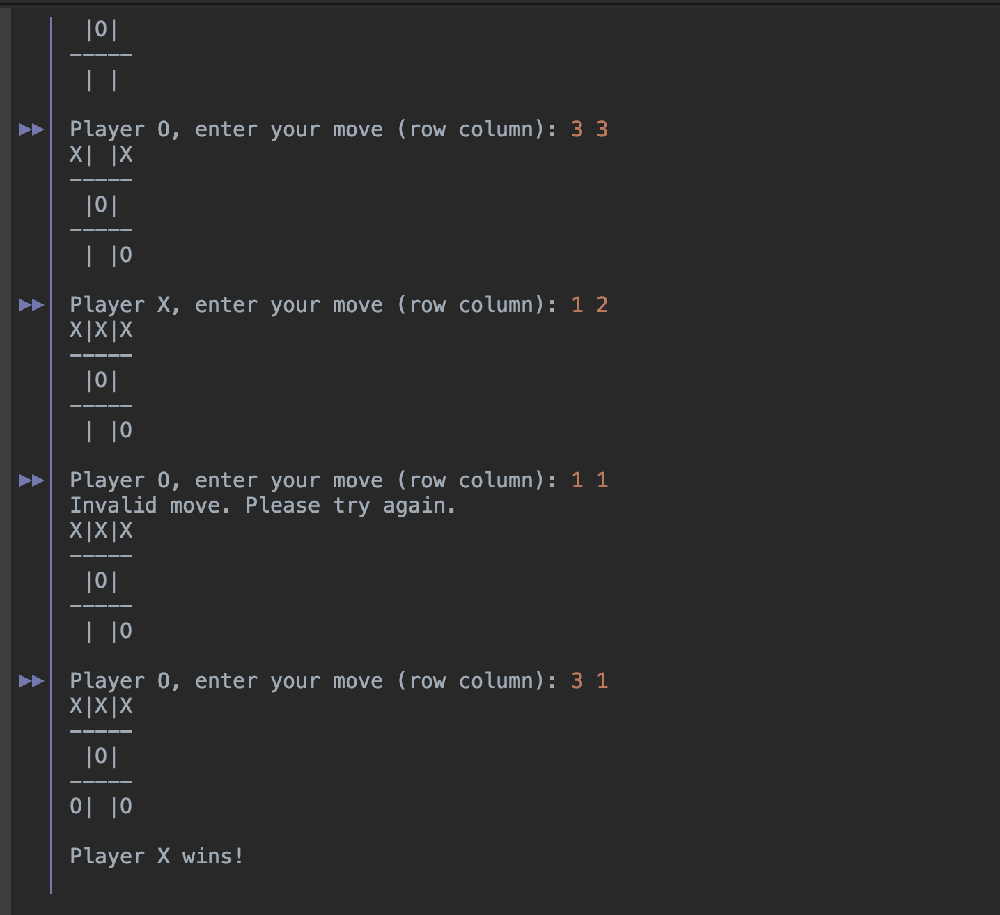 |O|
-----
 | |
Player O, enter your move (row column): 3 3
X| |X
-----
 |O|
-----
 | |O
Player X, enter your move (row column): 1 2
X|X|X
-----
 |O|
-----
 | |O
Player O, enter your move (row column): 1 1
Invalid move. Please try again.
X|X|X
-----
 |O|
-----
 | |O
Player O, enter your move (row column): 3 1
X|X|X
-----
 |O|
-----
O| |O
Player X wins!